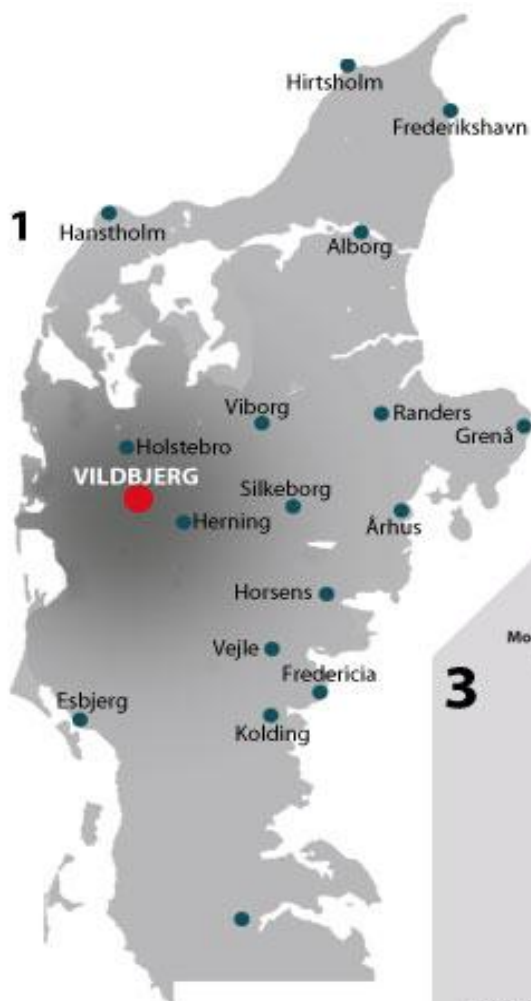 Hirtsholm
Frederikshavn
1
Hanstholm
Alborg
Viborg
Randers
Grenå
Holstebro
VILDBJERG
Silkeborg
Herning
Århus
Horsens
Mo
Vejle
3
Fredericia
Esbjerg
Kolding